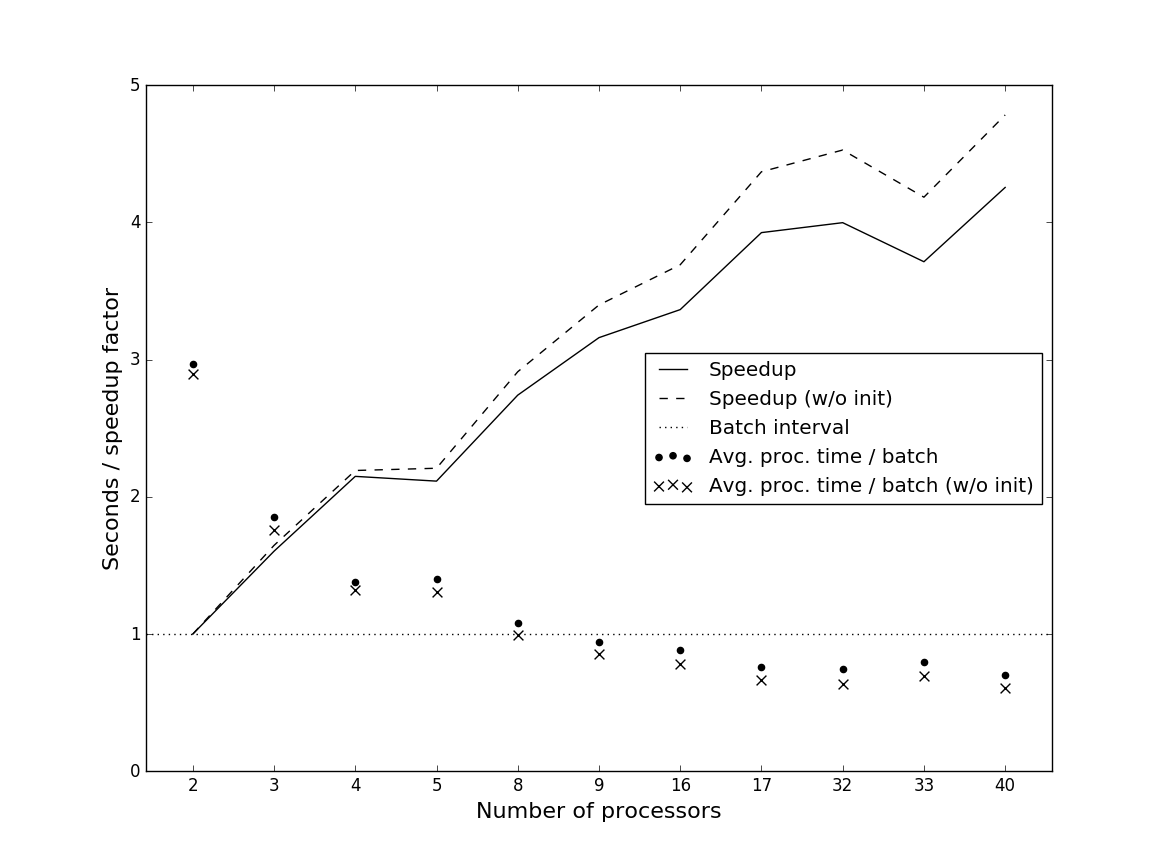 5
4
3
2
1
0
Seconds / speedup factor
Speedup
Speedup (w/o init)
Batch interval
Avg. proc. time / batch
Avg. proc. time / batch (w/o init)
2 3 4 5 8 9 16 17 32 33 40
Number of processors